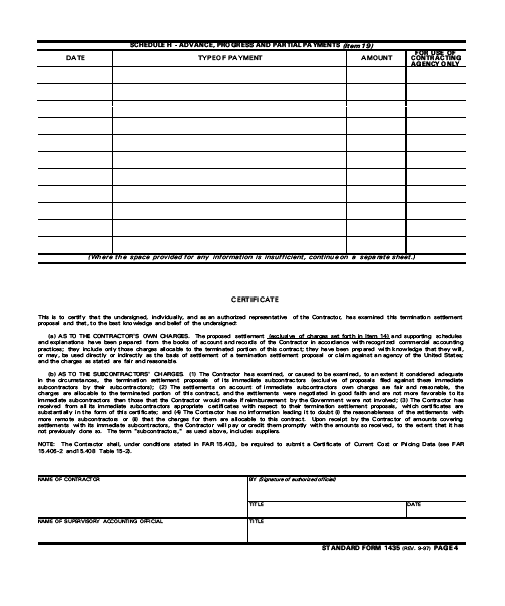 SCHEDULE H - ADVANCE, PROGRESS AND PARTIAL PAYMENTS (Item 19)
DATE
TYPE OF PAYMENT
AMOUNT
FOR USE OF
CONTRACTING
AGENCY ONLY
(Where the space provided for any information is insufficient, continue on a separate sheet.)
CERTIFICATE
This is to certify that the undersigned, individually, and as an authorized representative of the Contractor, has examined this termination settlement
proposal and that, to the best knowledge and belief of the undersigned:
(a) AS TO THE CONTRACTOR'S OWN CHARGES. The proposed settlement (exclusive of charges set forth in Item 14) and supporting schedules
and explanations have been prepared from the books of account and records of the Contractor in accordance with recognized commercial accounting
practices; they include only those charges allocable to the terminated portion of this contract; they have been prepared with knowledge that they will,
or may, be used directly or indirectly as the basis of settlement of a termination settlement proposal or claim against an agency of the United States;
and the charges as stated are fair and reasonable.
(b) AS TO THE SUBCONTRACTORS' CHARGES. (1) The Contractor has examined, or caused to be examined, to an extent it considered adequate
in the circumstances, the termination settlement proposals of its immediate subcontractors (exclusive of proposals filed against these immediate
subcontractors by their subcontractors); (2) The settlements on account of immediate subcontractors own charges are fair and reasonable, the
charges are allocable to the terminated portion of this contract, and the settlements were negotiated in good faith and are not more favorable to its
immediate subcontractors than those that the Contractor would make if reimbursement by the Government were not involved; (3) The Contractor has
received from all its immediate subcontractors appropriate certificates with respect to their termination settlement proposals, which certificates are
substantially in the form of this certificate; and (4) The Contractor has no information leading it to doubt (i) the reasonableness of the settlements with
more remote subcontractors or (ii) that the charges for them are allocable to this contract. Upon receipt by the Contractor of amounts covering
settlements with its immediate subcontractors, the Contractor will pay or credit them promptly with the amounts so received, to the extent that it has
not previously done so. The term "subcontractors," as used above, includes suppliers.
NOTE: The Contractor shall, under conditions stated in FAR 15.403, be required to submit a Certificate of Current Cost or Pricing Data (see FAR
15.406-2 and 15.408 Table 15-2).
NAME OF CONTRACTOR
BY (Signature of authorized official)
TITLE
DATE
NAME OF SUPERVISORY ACCOUNTING OFFICIAL
TITLE
STANDARD FORM 1435 (REV. 9-97) PAGE 4